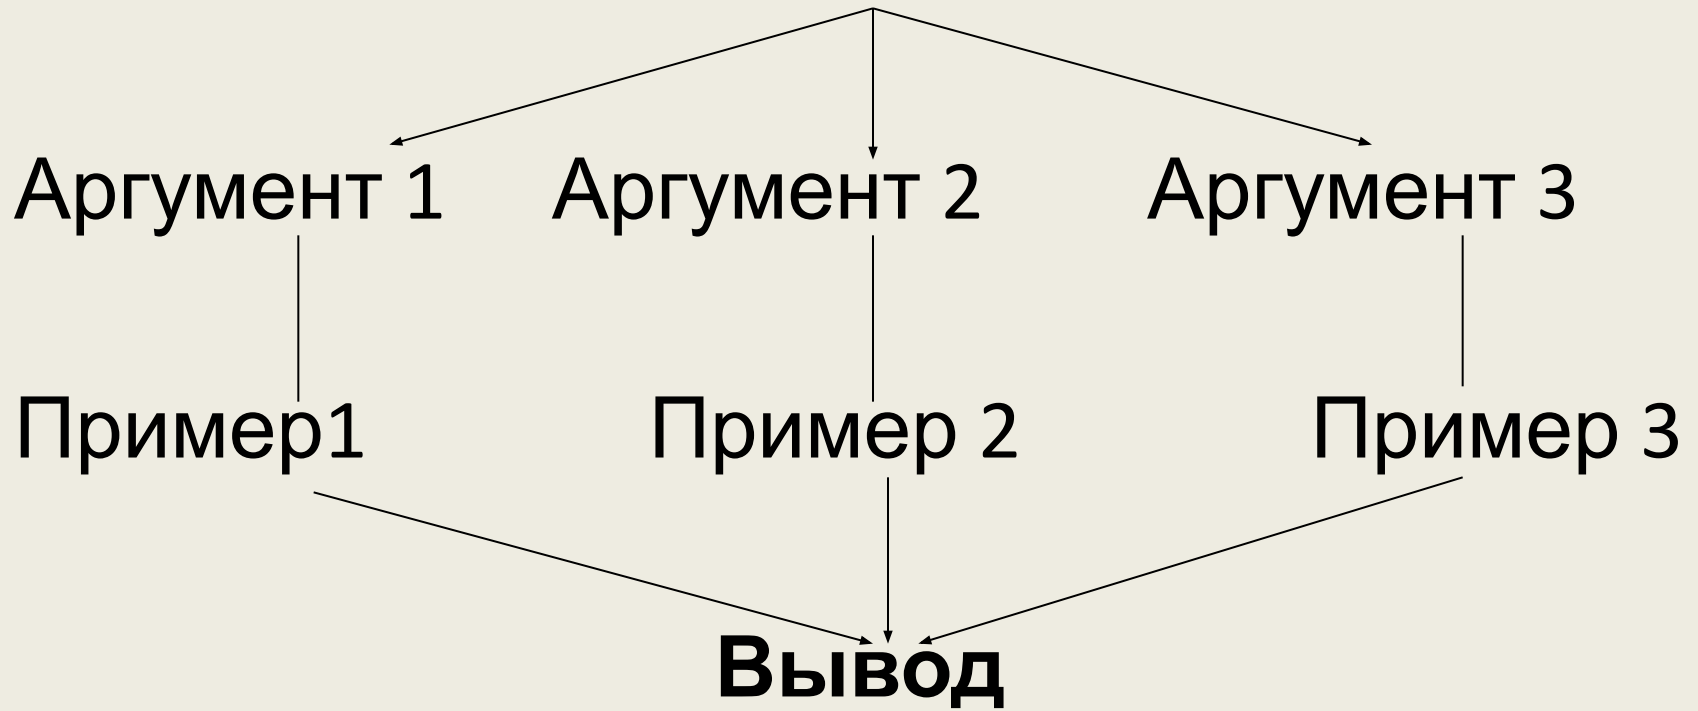 Аргумент 1 Аргумент 2 Аргумент 3
Пример1 Пример 2 Пример 3
Вывод